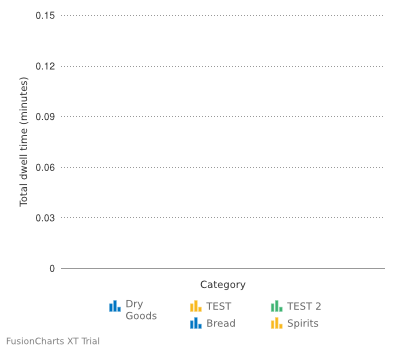 0.15
0.12
0.09
0.06
0.03
0
Total dwell time (minutes)
Category
Dry
Goods
TEST
TEST 2
Bread
Spirits
FusionCharts XT Trial